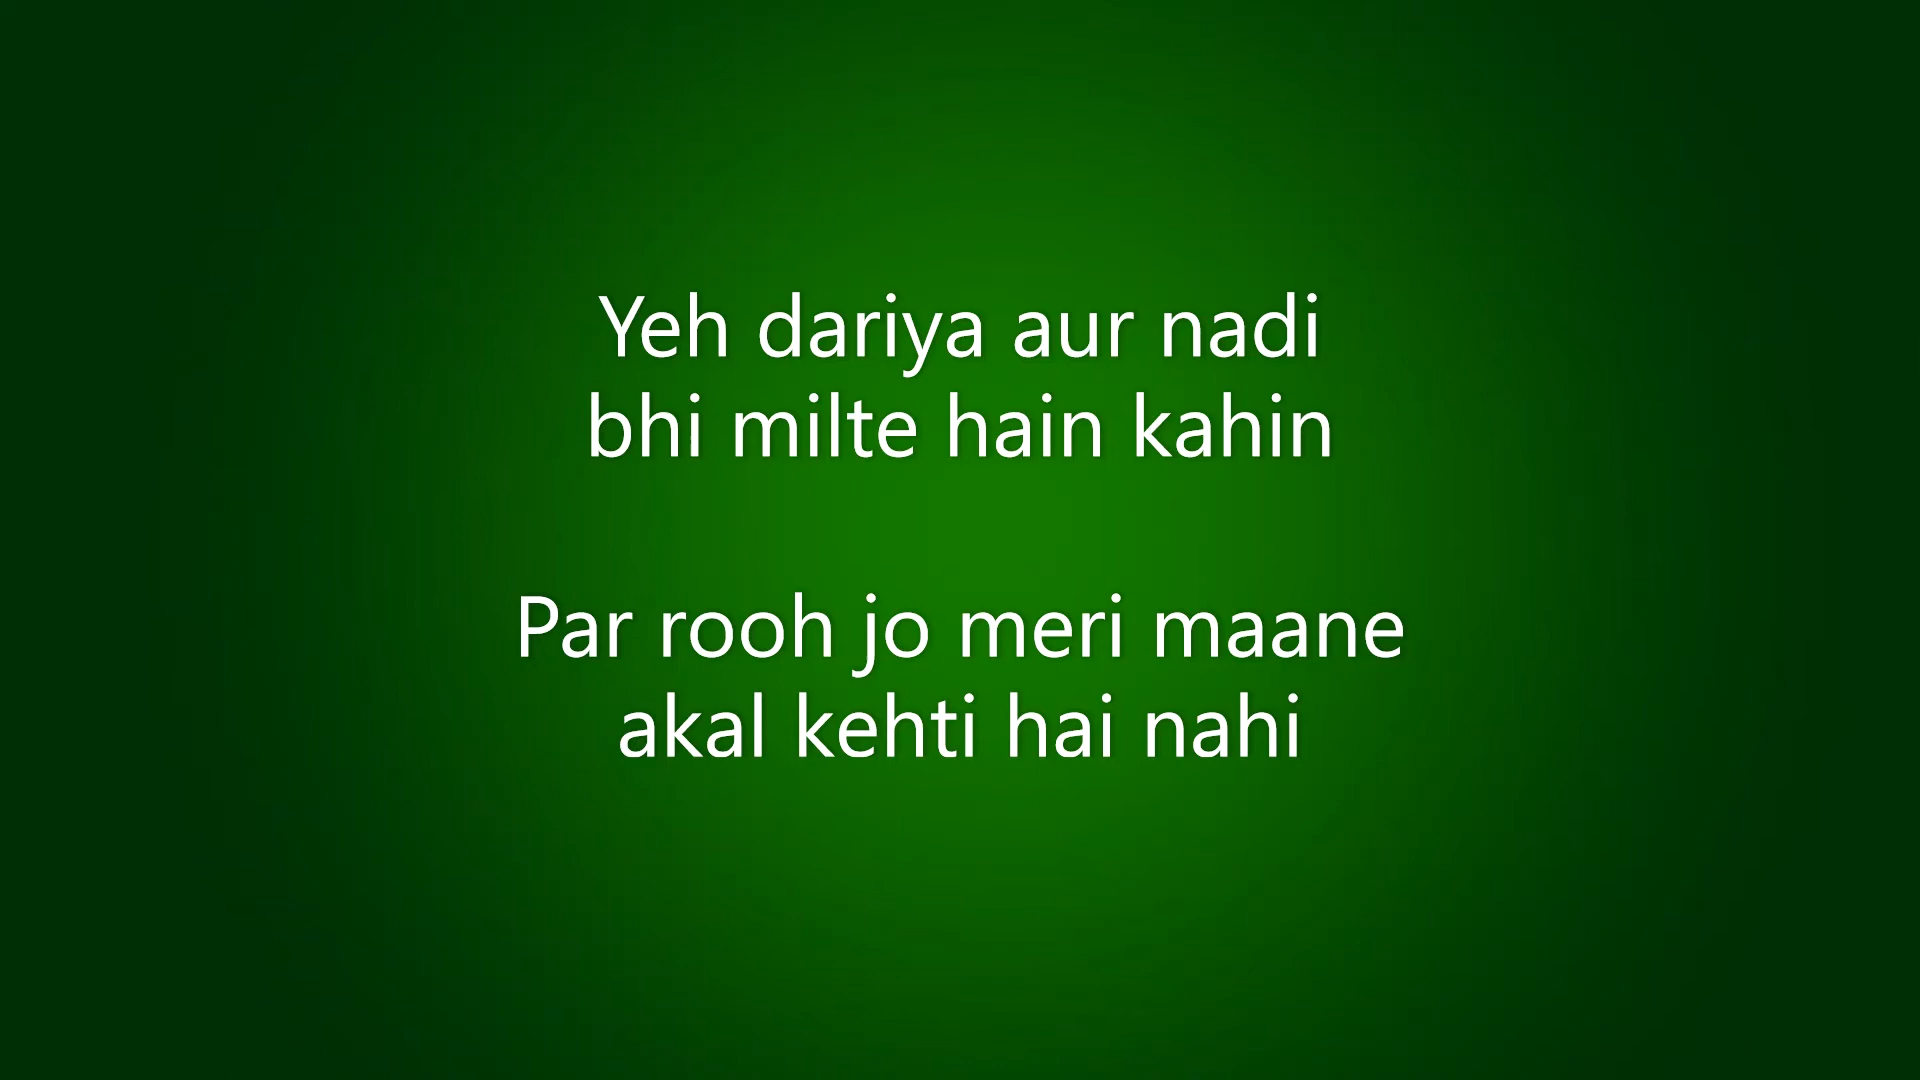 Yeh dariya aur nadi
bhi milte hain kahin
Par rooh jo meri maane
akal kehti hai nahi